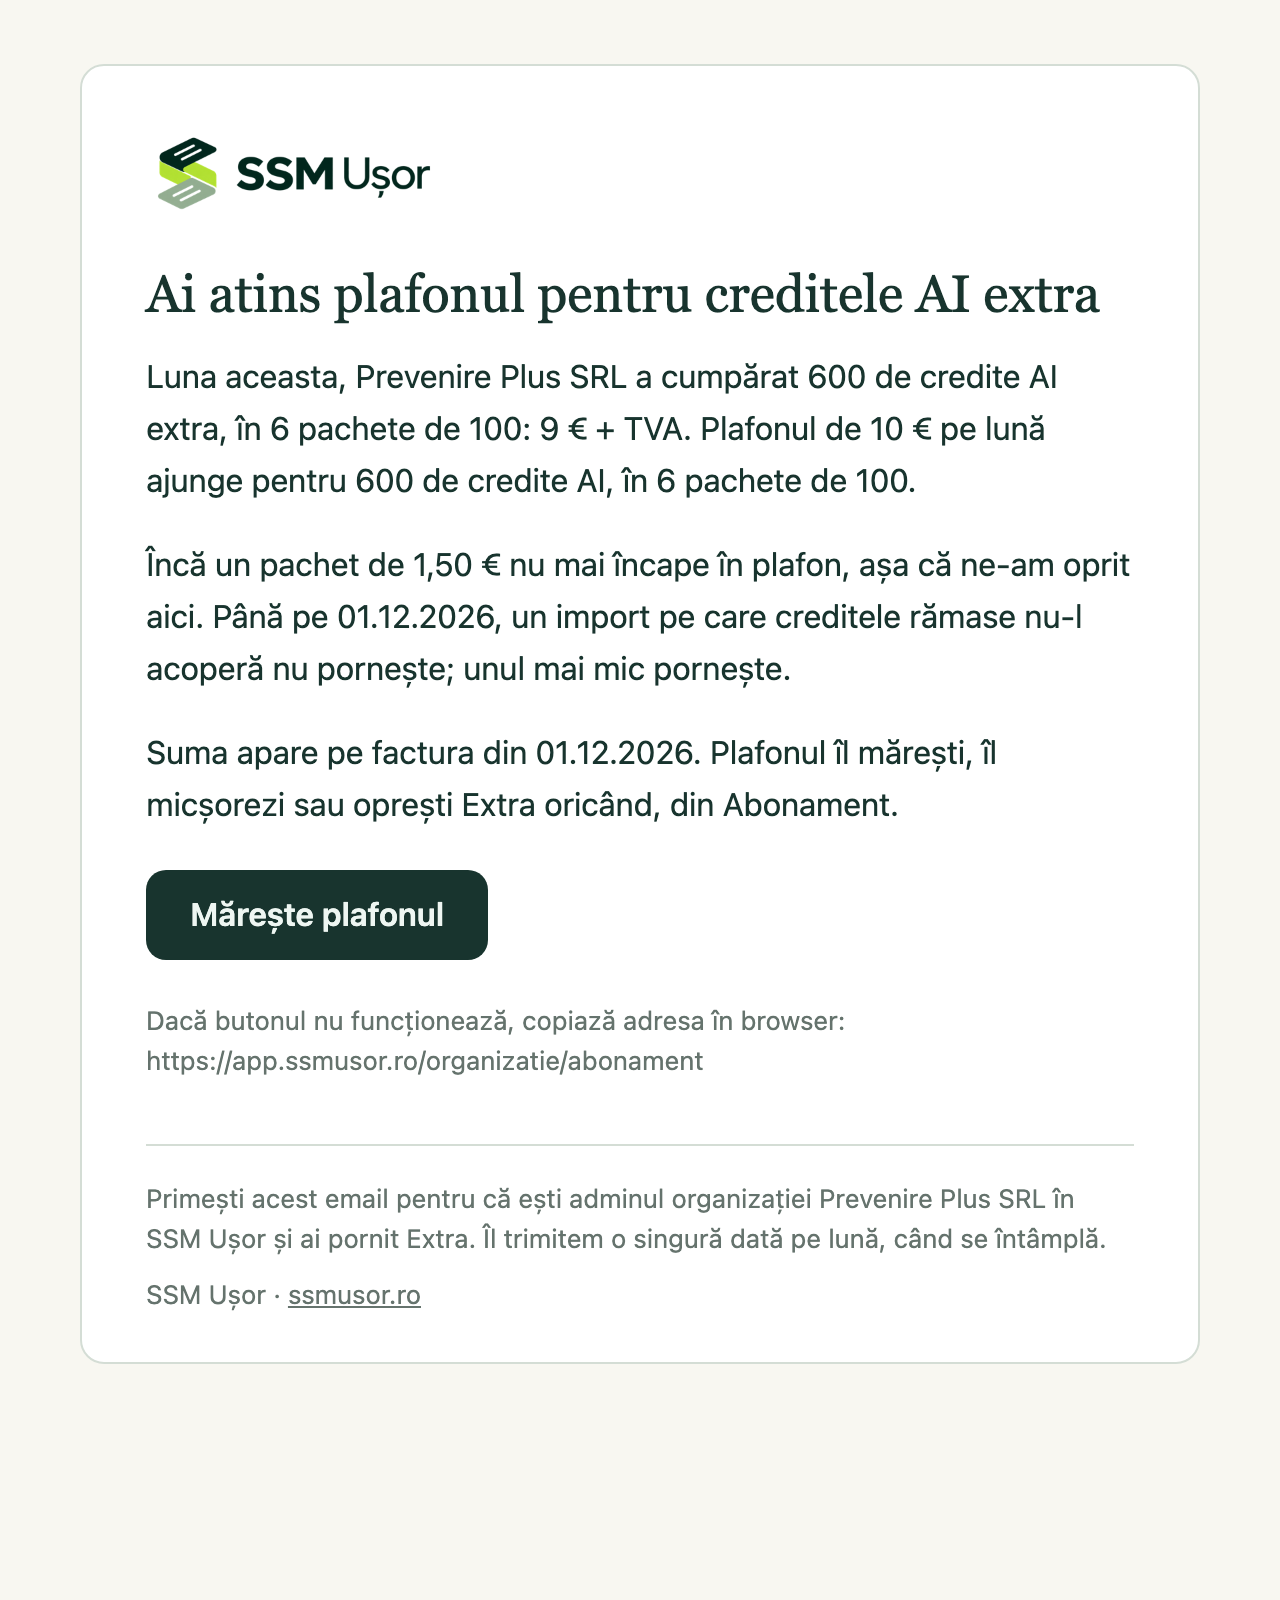 SSM Ușor
Ai atins plafonul pentru creditele AI extra
Luna aceasta, Prevenire Plus SRL a cumpărat 600 de credite AI
extra, în 6 pachete de 100: 9 € + TVA. Plafonul de 10 € pe lună
ajunge pentru 600 de credite AI, în 6 pachete de 100.
Încă un pachet de 1,50 € nu mai încape în plafon, așa că ne-am oprit
aici. Până pe 01.12.2026, un import pe care creditele rămase nu-l
acoperă nu pornește; unul mai mic pornește.
Suma apare pe factura din 01.12.2026. Plafonul îl mărești, îl
micșorezi sau oprești Extra oricând, din Abonament.
Mărește plafonul
Dacă butonul nu funcționează, copiază adresa în browser:
https://app.ssmusor.ro/organizatie/abonament
Primești acest email pentru că ești adminul organizației Prevenire Plus SRL în
SSM Ușor și ai pornit Extra. Îl trimitem o singură dată pe lună, când se întâmplă.
SSM Ușor · ssmusor.ro